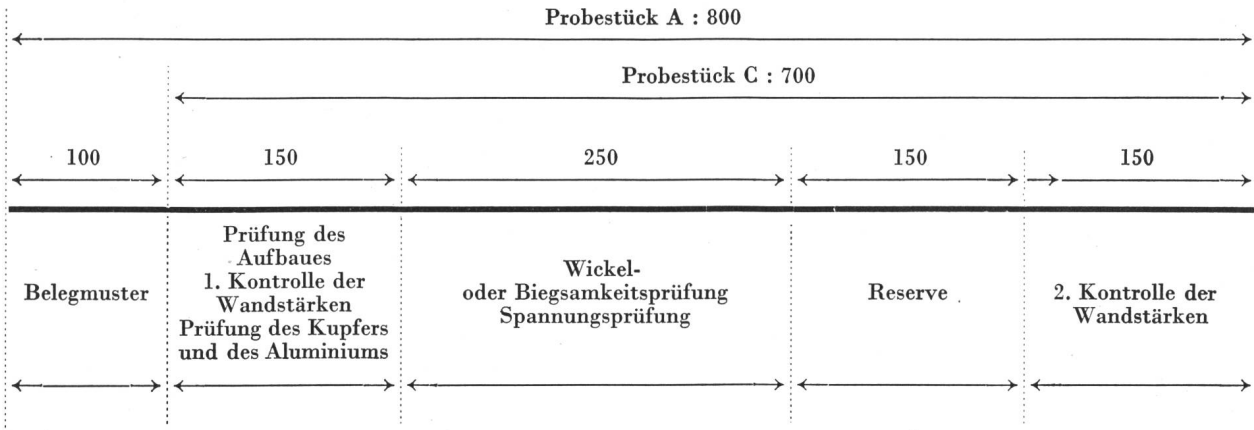 Probestück A : 800
Probestück C : 700
100
150
250
150
150
Belegmuster
Prüfung des
Aufbaues
1. Kontrolle der
Wandstärken
Prüfung des Kupfers
und des Aluminiums
Wickel-
oder Biegsamkeitsprüfung
Spannungsprüfung
Reserve
2. Kontrolle der
Wandstärken